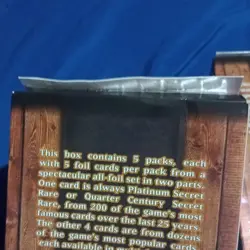 This box contains 5 packs, each
with 5 foil cards per pack from a
spectacular all-foil set in two parts.
One card is always Platinum Secret
Rare or Quarter Century Secret
Rare, from 200 of the game's most
famous cards over the last 25 years.
The other 4 cards are from dozens
of the game's most popular cards,
each available in